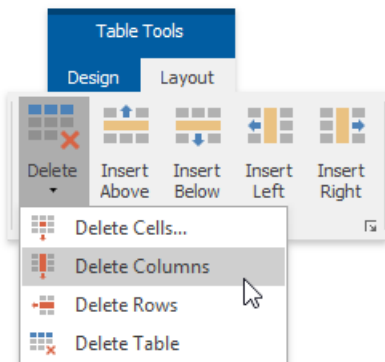 Table Tools
Design Layout
Delete Insert Above Insert Below Insert Left Insert Right
Delete Cells...
Delete Columns
Delete Rows
Delete Table